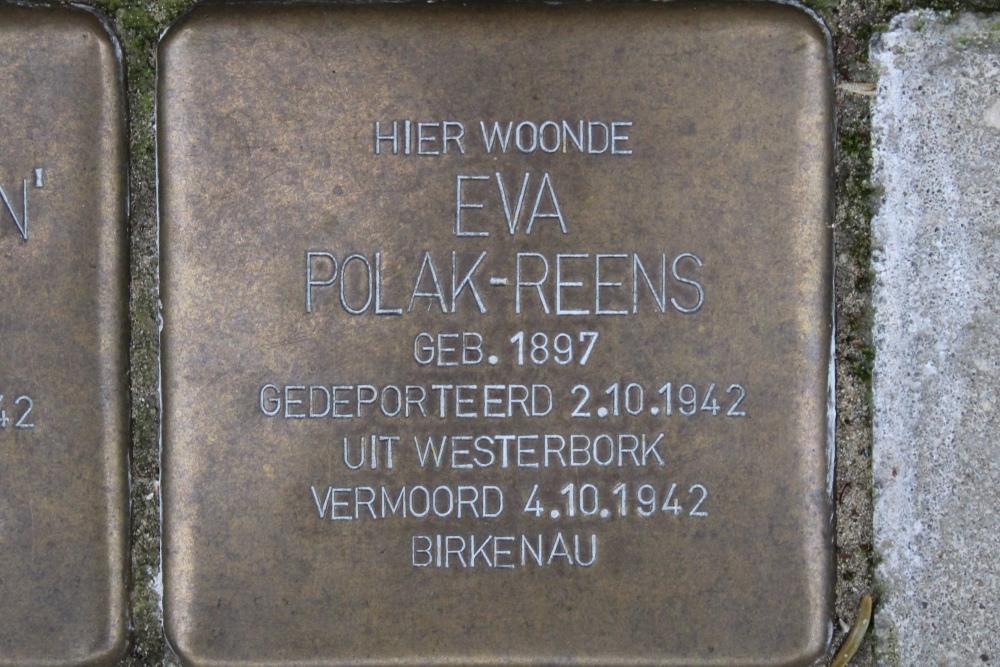 HIER WOONDE
EVA
POLAK-REENS
GEB. 1897
GEDEPORTEERD 2.10.1942
UIT WESTERBORK
VERMOORD 4.10.1942
BIRKENAU